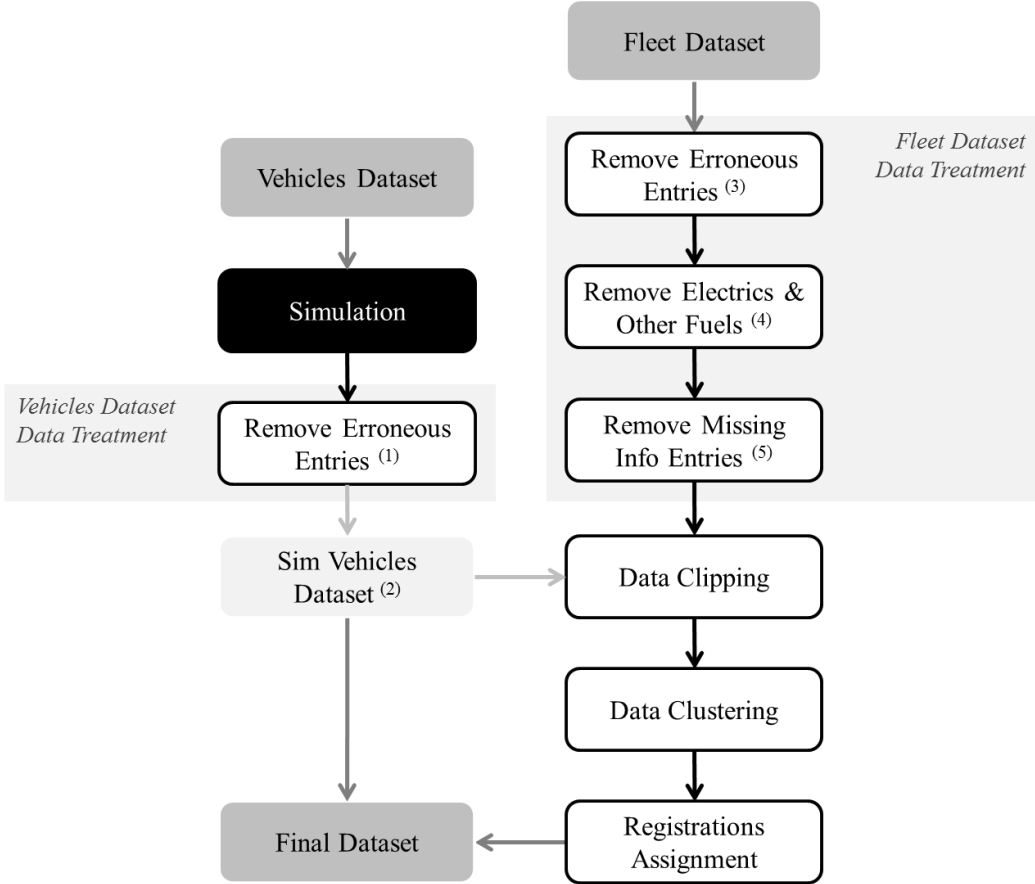 Fleet Dataset
Fleet Dataset
Data Treatment
Remove Erroneous
Entries (3)
Vehicles Dataset
Remove Electrics &
Other Fuels (4)
Simulation
Vehicles Dataset
Data Treatment
Remove Erroneous
Entries (1)
Remove Missing
Info Entries (5)
Sim Vehicles
Dataset (2)
Data Clipping
Data Clustering
Final Dataset
Registrations
Assignment